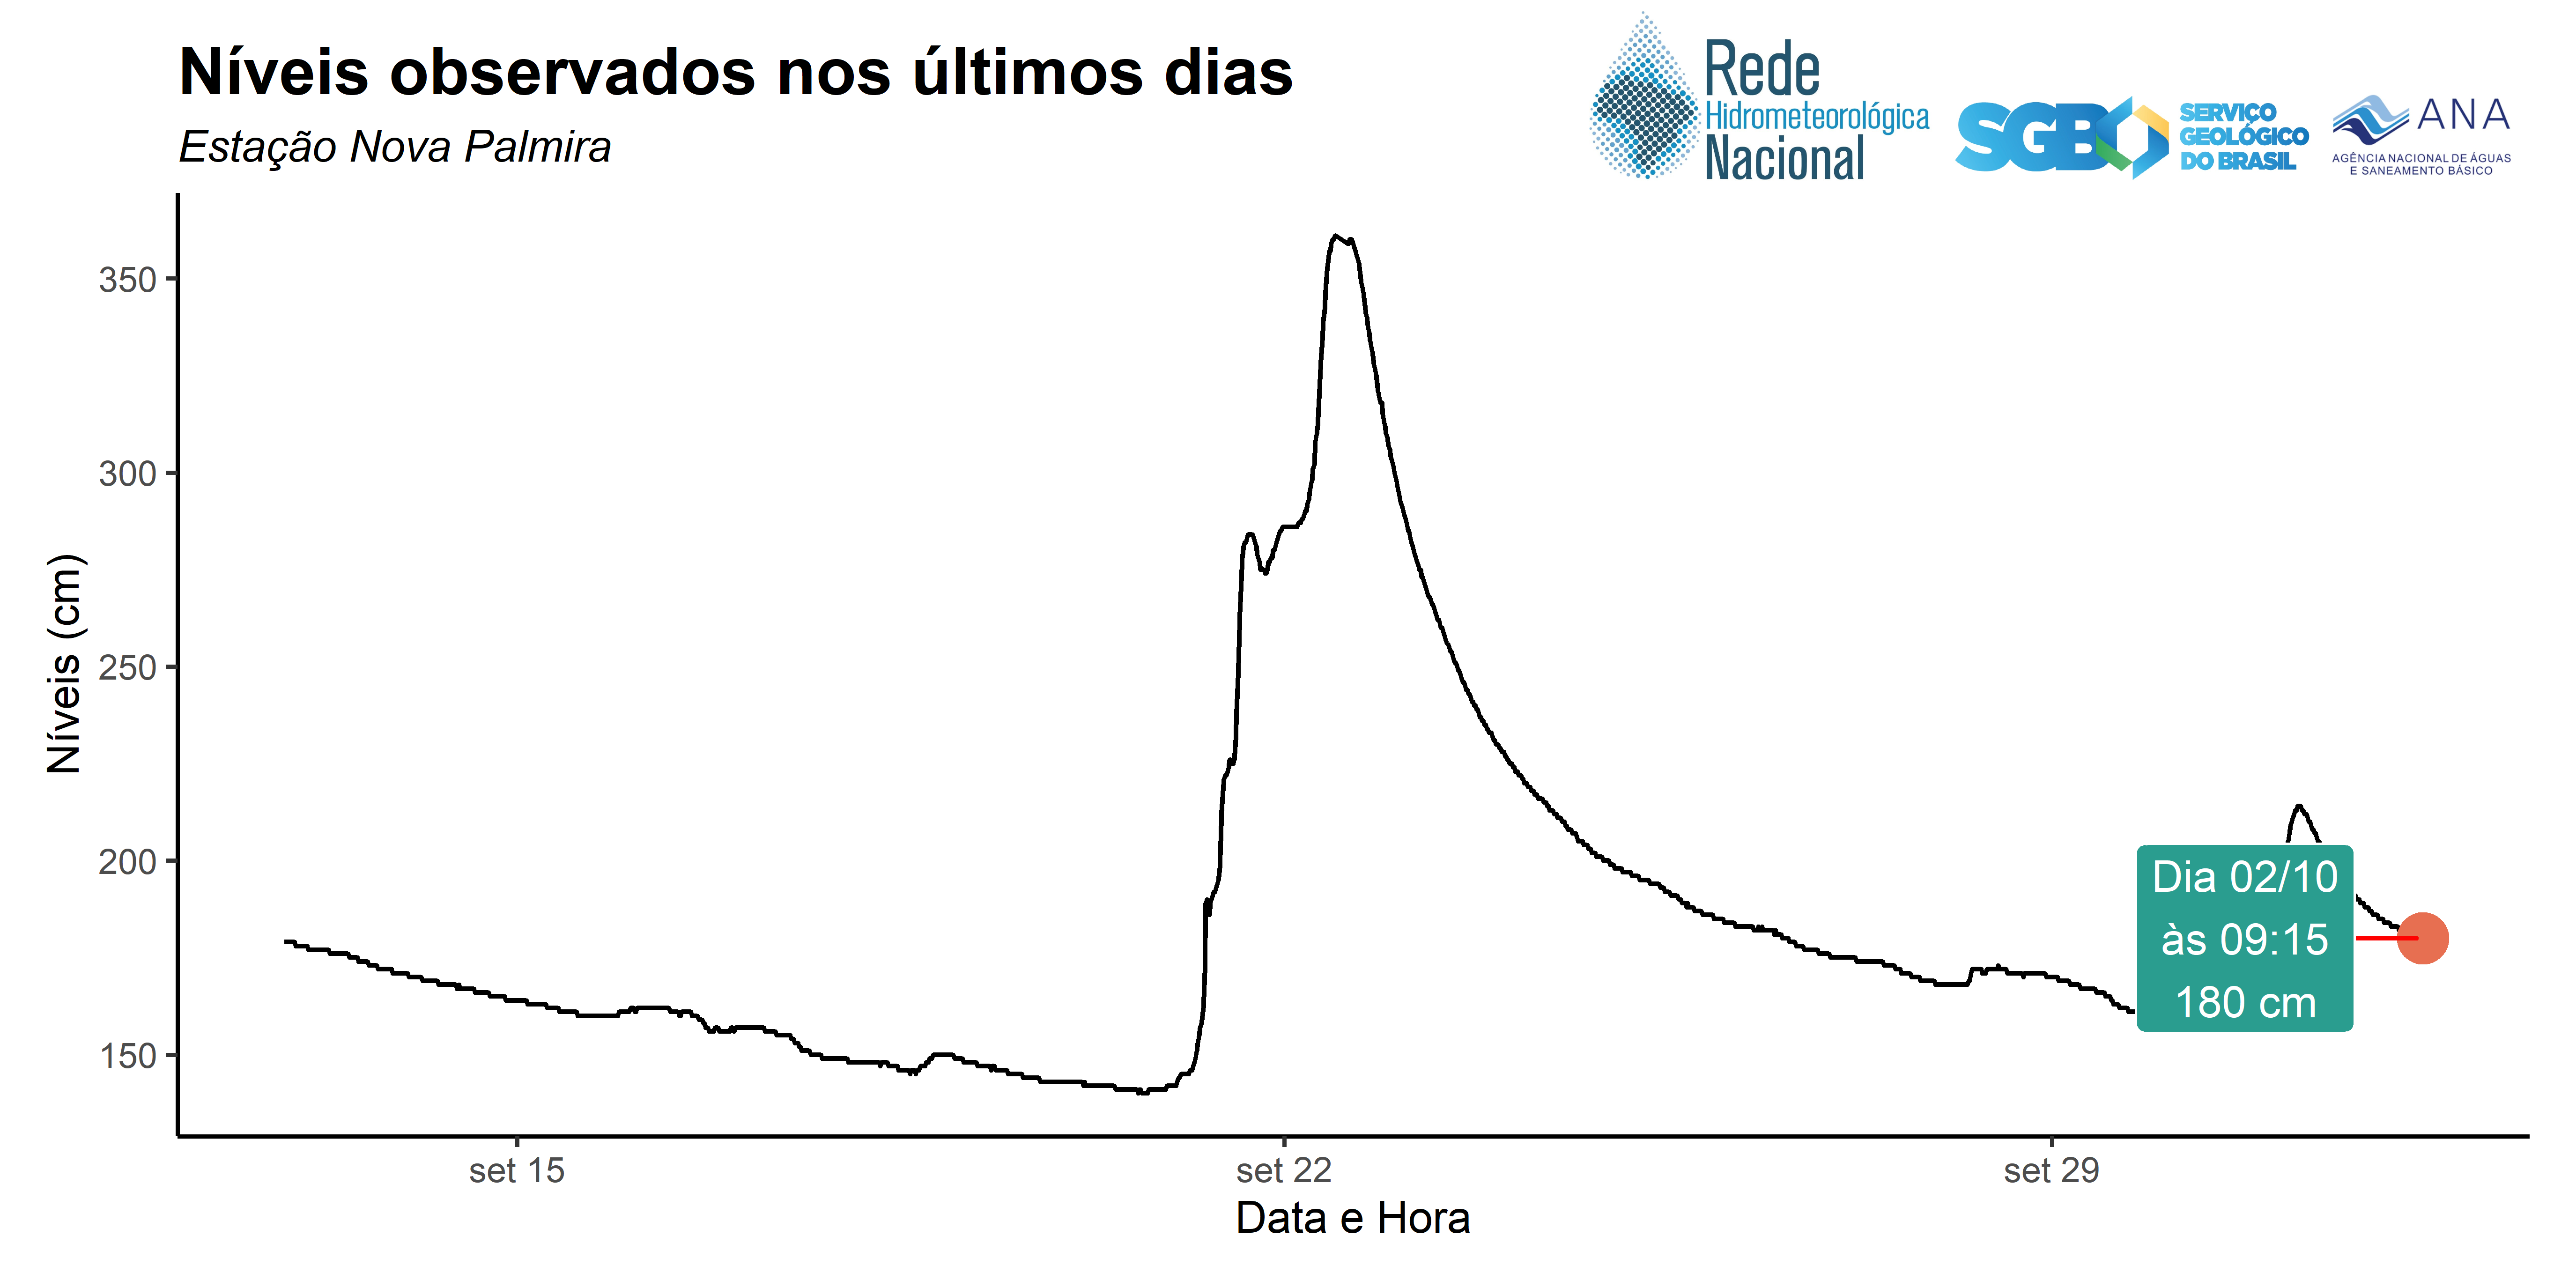 Níveis observados nos últimos dias
Estação Nova Palmira
Rede
Hidrometeorológica
Nacional
SGB
SERVIÇO
GEOLÓGICO
DO BRASIL
ANA
AGÊNCIA NACIONAL DE ÁGUAS
E SANEAMENTO BÁSICO
Níveis (cm)
350
300
250
200
150
Dia 02/10
às 09:15
180 cm
set 15
set 22
set 29
Data e Hora